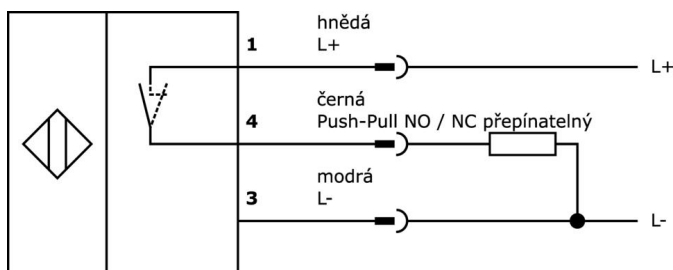 hnědá
1 L+ L+
černá
4 Push-Pull NO / NC přepínatelný
modrá
3 L- L-